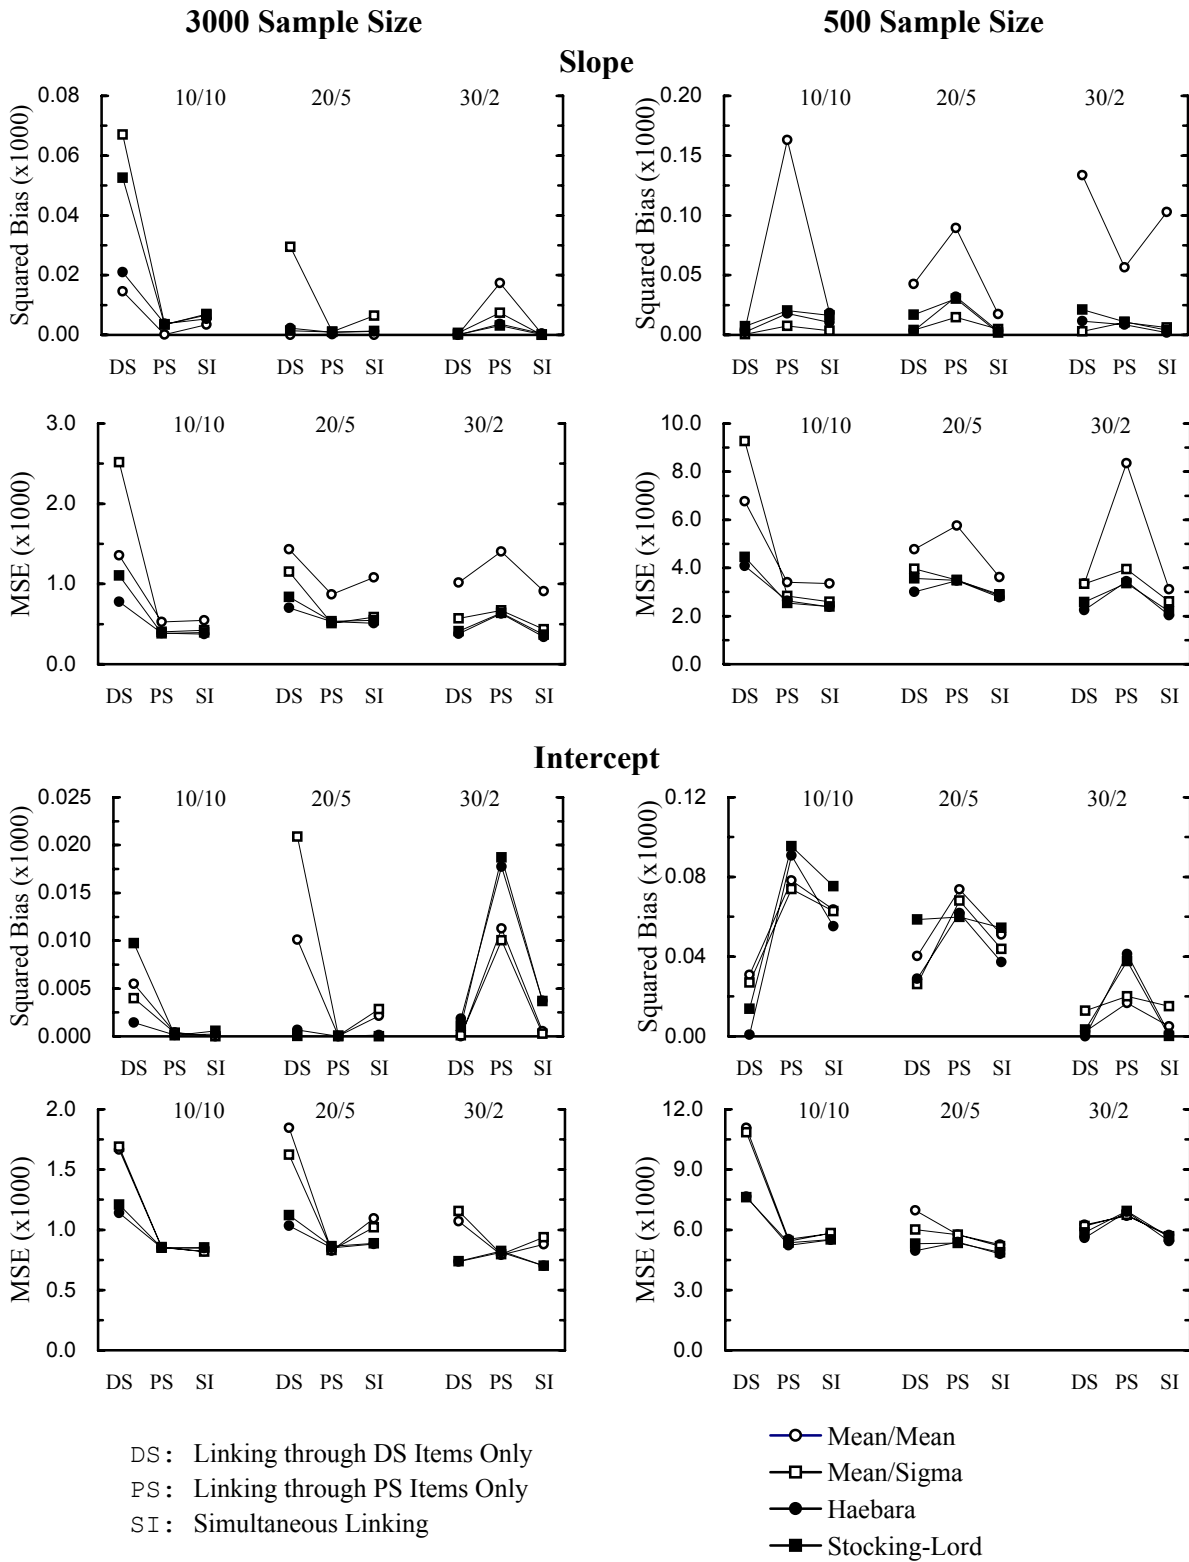 3000 Sample Size 500 Sample Size
Slope
Squared Bias (x1000)
0.08
0.06
0.04
0.02
0.00
10/10 20/5 30/2
DS PS SI DS PS SI DS PS SI
Squared Bias (x1000)
0.20
0.15
0.10
0.05
0.00
10/10 20/5 30/2
DS PS SI DS PS SI DS PS SI
MSE (x1000)
3.0
2.0
1.0
0.0
10/10 20/5 30/2
DS PS SI DS PS SI DS PS SI
MSE (x1000)
10.0
8.0
6.0
4.0
2.0
0.0
10/10 20/5 30/2
DS PS SI DS PS SI DS PS SI
Intercept
Squared Bias (x1000)
0.025
0.020
0.015
0.010
0.005
0.000
10/10 20/5 30/2
DS PS SI DS PS SI DS PS SI
Squared Bias (x1000)
0.12
0.08
0.04
0.00
10/10 20/5 30/2
DS PS SI DS PS SI DS PS SI
MSE (x1000)
2.0
1.5
1.0
0.5
0.0
10/10 20/5 30/2
DS PS SI DS PS SI DS PS SI
MSE (x1000)
12.0
9.0
6.0
3.0
0.0
10/10 20/5 30/2
DS PS SI DS PS SI DS PS SI
DS: Linking through DS Items Only
PS: Linking through PS Items Only
SI: Simultaneous Linking
Mean/Mean
Mean/Sigma
Haebara
Stocking-Lord